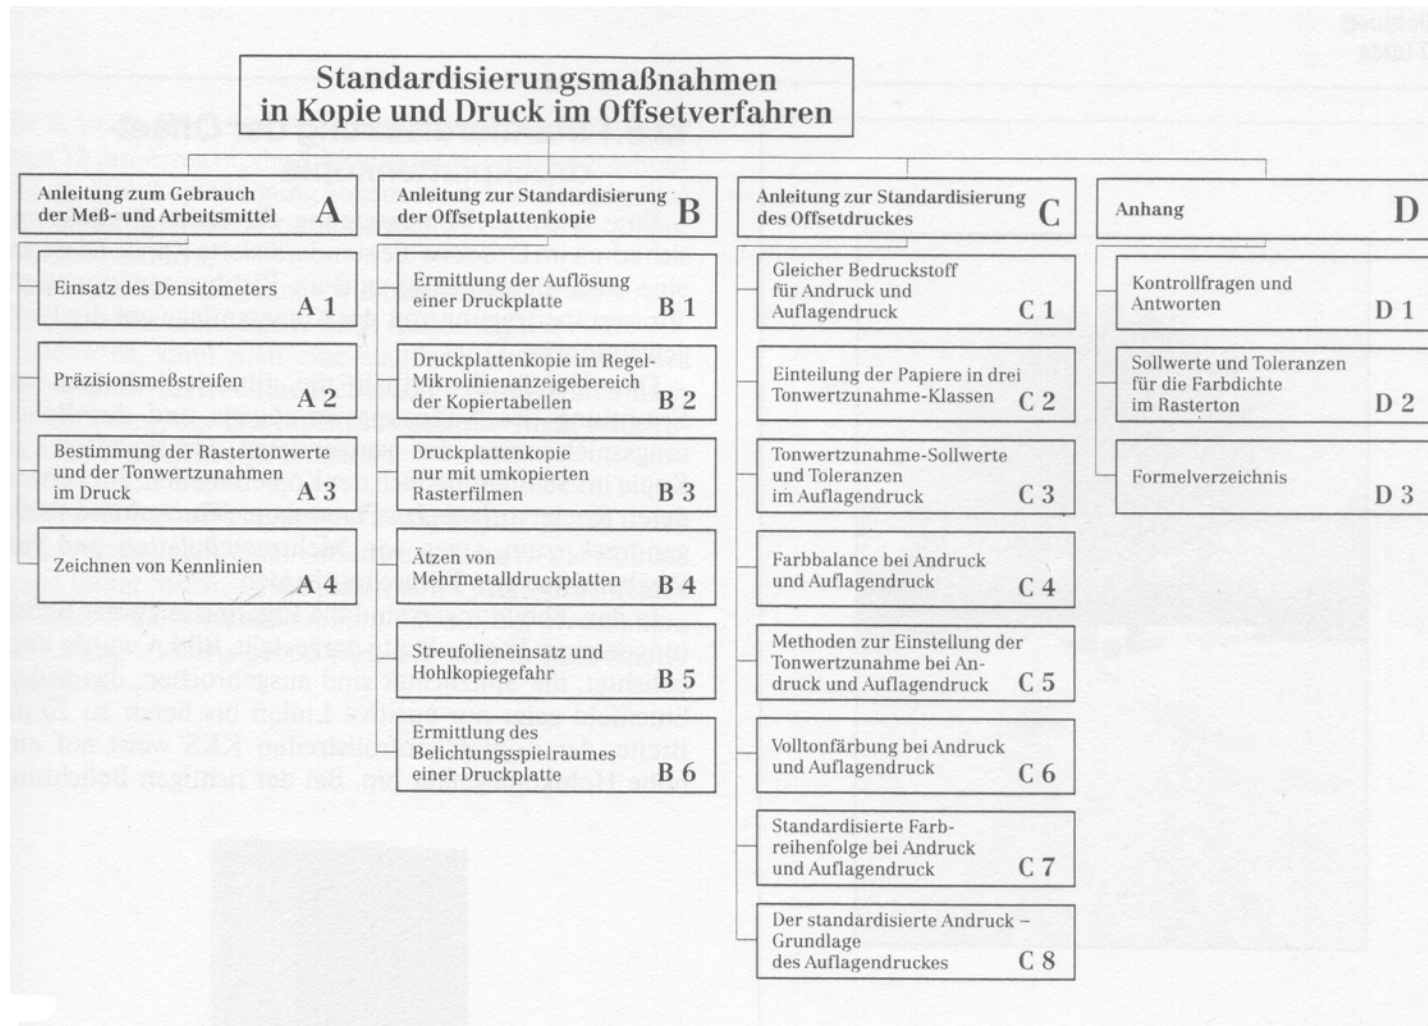 Standardisierungsmaßnahmen
in Kopie und Druck im Offsetverfahren
Anleitung zum Gebrauch
der Meß- und Arbeitsmittel
A
Einsatz des Densitometers
A 1
Präzisionsmeßstreifen
A 2
Bestimmung der Rastertonwerte
und der Tonwertzunahmen
im Druck
A 3
Zeichnen von Kennlinien
A 4
Anleitung zur Standardisierung
der Offsetplattenkopie
B
Ermittlung der Auflösung
einer Druckplatte
B 1
Druckplattenkopie im Regel-
Mikrolinienanzeigebereich
der Kopiertabellen
B 2
Druckplattenkopie
nur mit umkopierten
Rasterfilmen
B 3
Ätzen von
Mehrmetalldruckplatten
B 4
Streufolieneinsatz und
Hohlkopiegefahr
B 5
Ermittlung des
Belichtungsspielraumes
einer Druckplatte
B 6
Anleitung zur Standardisierung
des Offsetdruckes
C
Gleicher Bedruckstoff
für Andruck und
Auflagendruck
C 1
Einteilung der Papiere in drei
Tonwertzunahme-Klassen
C 2
Tonwertzunahme-Sollwerte
und Toleranzen
im Auflagendruck
C 3
Farbbalance bei Andruck
und Auflagendruck
C 4
Methoden zur Einstellung der
Tonwertzunahme bei An-
druck und Auflagendruck
C 5
Volltonfärbung bei Andruck
und Auflagendruck
C 6
Standardisierte Farb-
reihenfolge bei Andruck
und Auflagendruck
C 7
Der standardisierte Andruck –
Grundlage
des Auflagendruckes
C 8
Anhang
D
Kontrollfragen und
Antworten
D 1
Sollwerte und Toleranzen
für die Farbdichte
im Rasterton
D 2
Formelverzeichnis
D 3